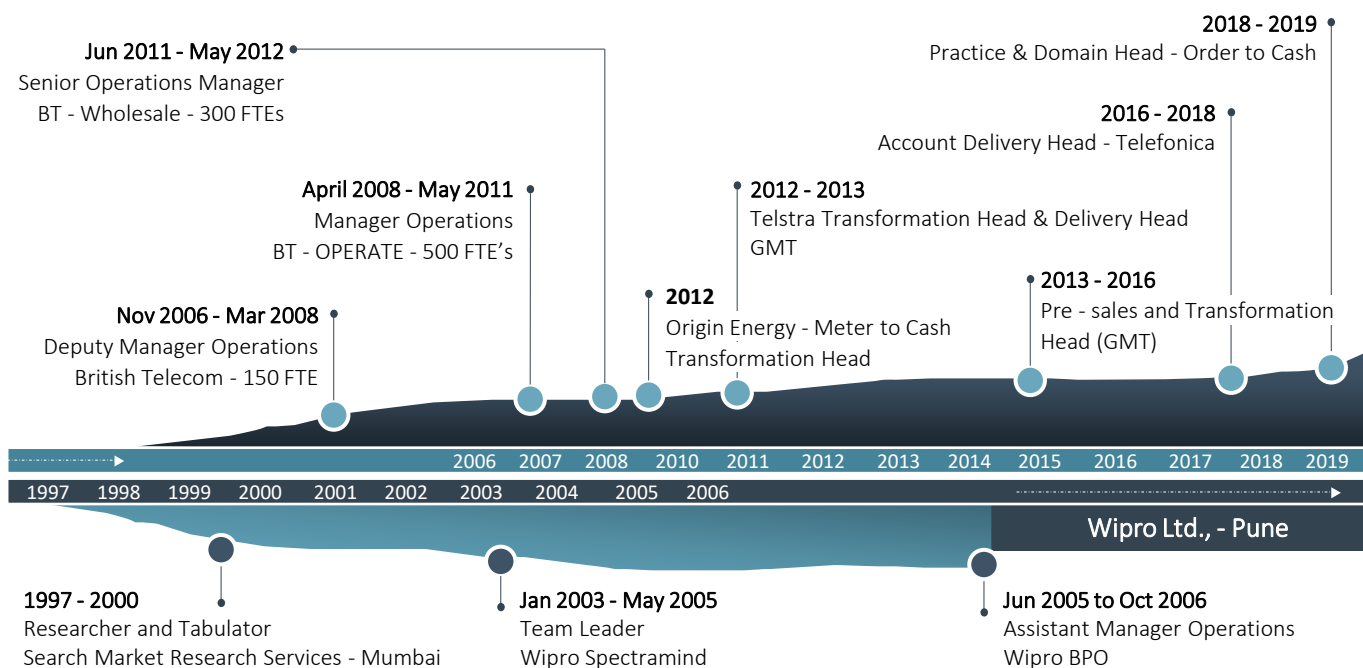 2018 - 2019
Practice & Domain Head - Order to Cash
Jun 2011 - May 2012
Senior Operations Manager
BT - Wholesale - 300 FTEs
2016 - 2018
Account Delivery Head - Telefonica
April 2008 - May 2011
Manager Operations
BT - OPERATE - 500 FTE’s
2012 - 2013
Telstra Transformation Head & Delivery Head
GMT
2013 - 2016
Pre - sales and Transformation
Head (GMT)
2012
Origin Energy - Meter to Cash
Transformation Head
Nov 2006 - Mar 2008
Deputy Manager Operations
British Telecom - 150 FTE
2006 2007 2008 2010 2011 2012 2013 2014 2015 2016 2017 2018 2019
1997 1998 1999 2000 2001 2002 2003 2004 2005 2006
Wipro Ltd., - Pune
1997 - 2000
Researcher and Tabulator
Search Market Research Services - Mumbai
Jan 2003 - May 2005
Team Leader
Wipro Spectramind
Jun 2005 to Oct 2006
Assistant Manager Operations
Wipro BPO